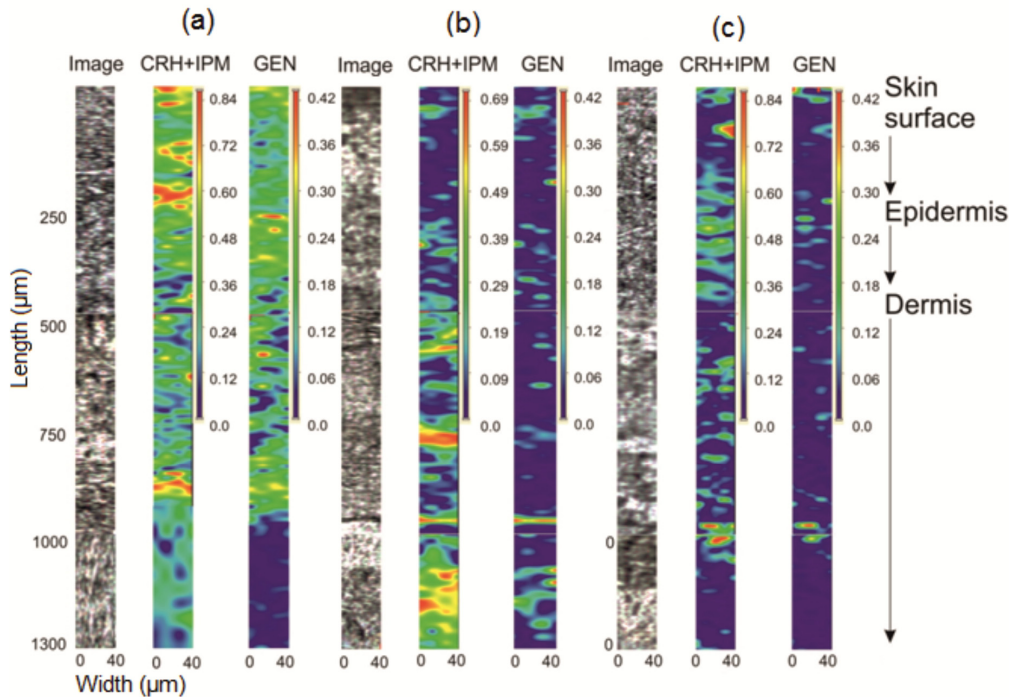 (a) (b) (c)
Image CRH+IPM GEN Image CRH+IPM GEN Image CRH+IPM GEN
0.84 0.42 0.69 0.42 0.84 0.42
0.72 0.36 0.59 0.36 0.72 0.36
0.60 0.30 0.49 0.30 0.60 0.30
0.48 0.24 0.39 0.24 0.48 0.24
0.36 0.18 0.29 0.18 0.36 0.18
0.24 0.12 0.19 0.12 0.24 0.12
0.12 0.06 0.09 0.06 0.12 0.06
0.0 0.0 0.0 0.0 0.0 0.0
Skin
surface
Epidermis
Dermis
Length (µm)
250
500
750
1000 0
1300 0
0 40 0 40 0 40 0 40 0 40 0 40 0 40 0 40 0 40
Width (µm)